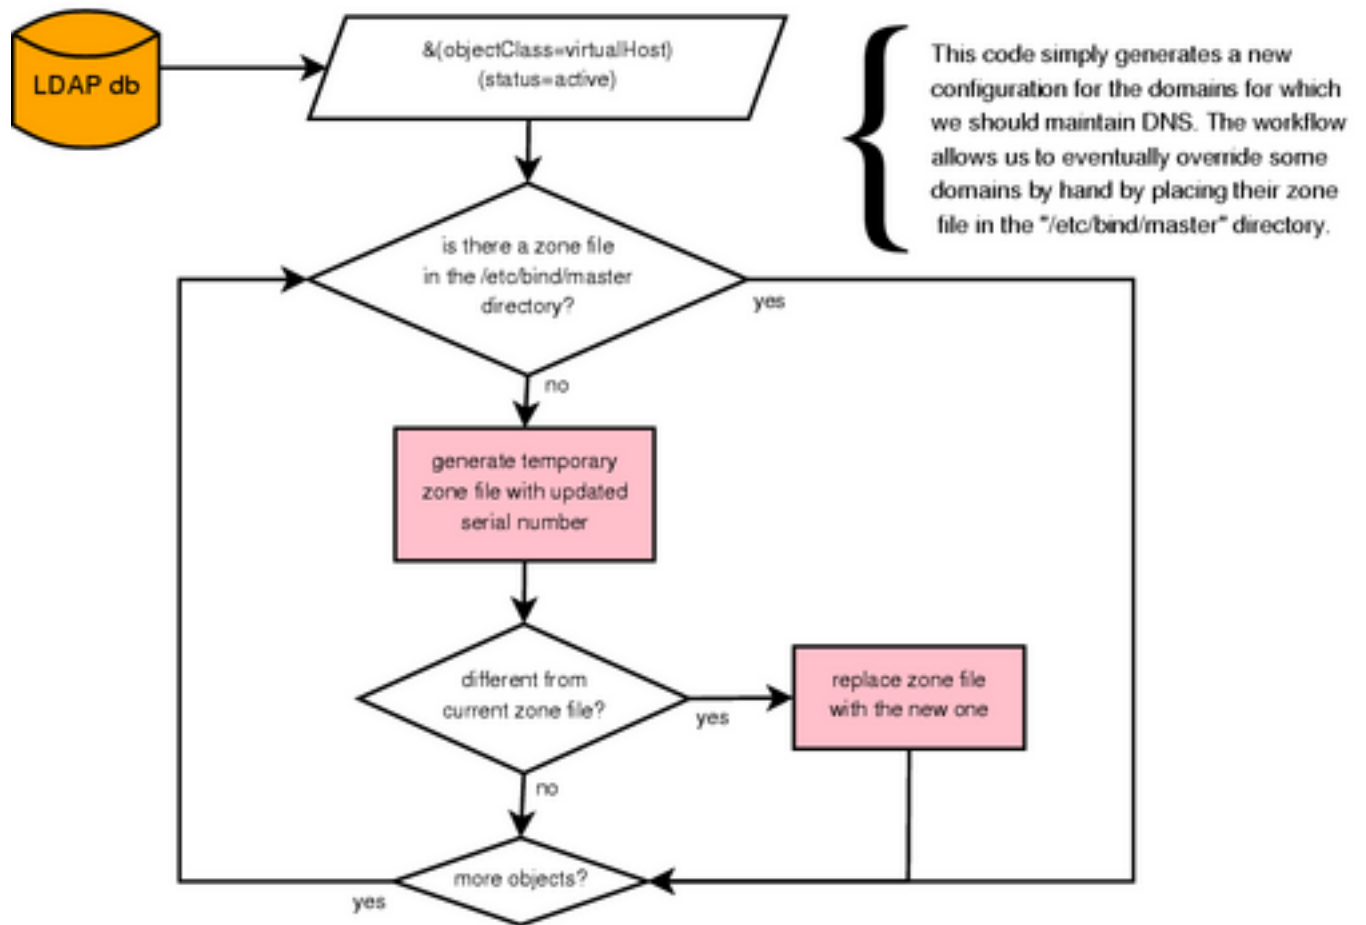 LDAP db
&(objectClass=virtualHost)
(status=active)
This code simply generates a new
configuration for the domains for which
we should maintain DNS. The workflow
allows us to eventually override some
domains by hand by placing their zone
file in the "/etc/bind/master" directory.
is there a zone file
in the /etc/bind/master
directory?
yes
no
generate temporary
zone file with updated
serial number
different from
current zone file?
yes
replace zone file
with the new one
no
more objects?
yes